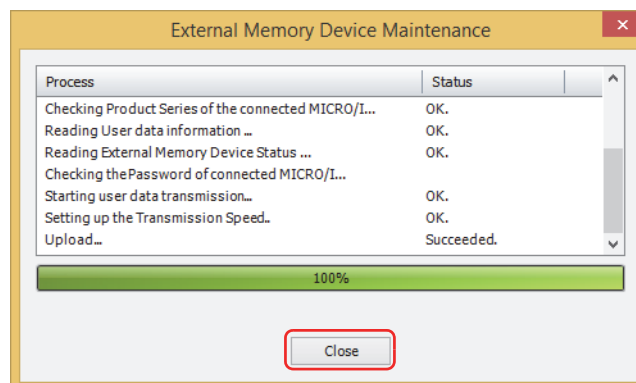 External Memory Device Maintenance
Process Status
Checking Product Series of the connected MICRO/I... OK.
Reading User data information ... OK.
Reading External Memory Device Status ... OK.
Checking the Password of connected MICRO/I...
Starting user data transmission... OK.
Setting up the Transmission Speed.. OK.
Upload... Succeeded.
100%
Close